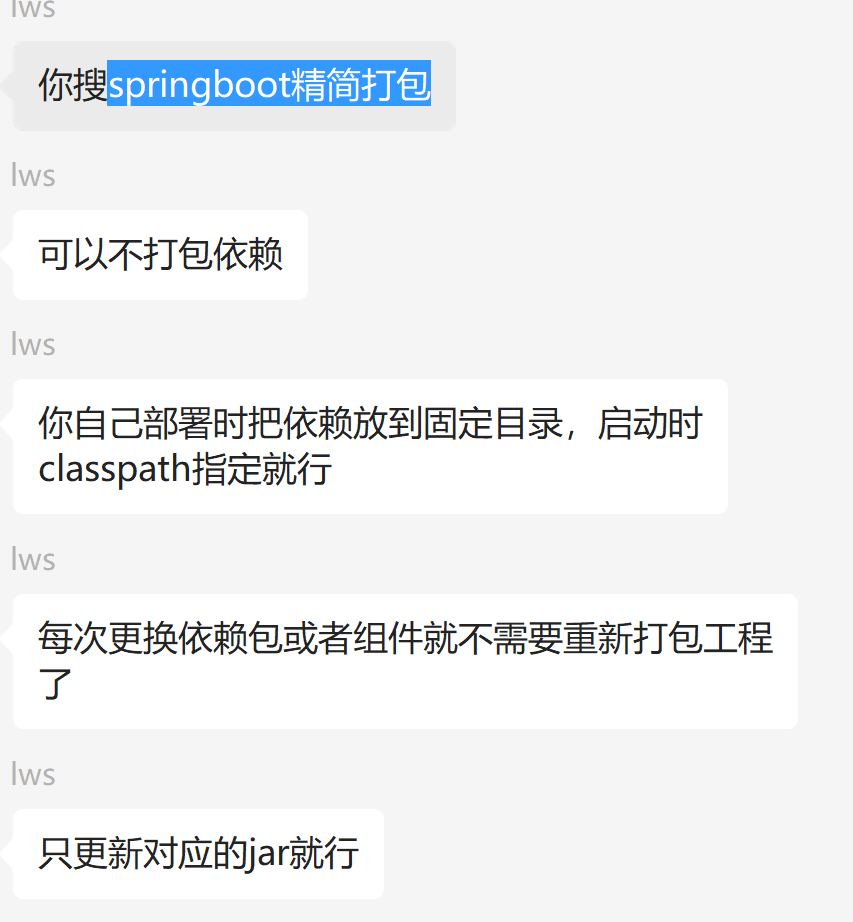 lws
你搜springboot精简打包
lws
可以不打包依赖
lws
你自己部署时把依赖放到固定目录，启动时
classpath指定就行
lws
每次更换依赖包或者组件就不需要重新打包工程
了
lws
只更新对应的jar就行